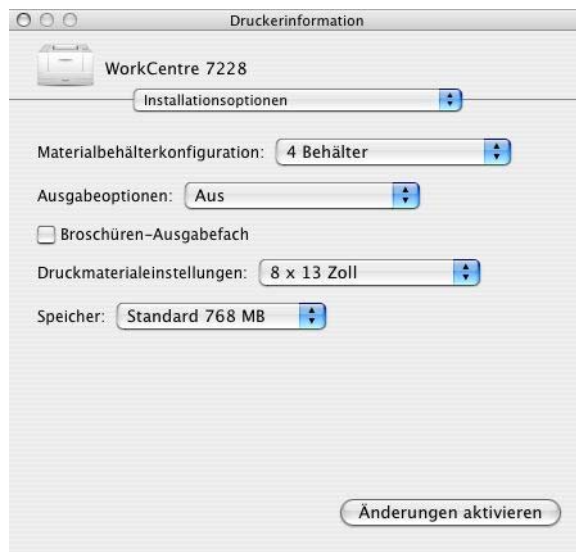 Druckerinformation
WorkCentre 7228
Installationsoptionen
Materialbehälterkonfiguration: 4 Behälter
Ausgabeoptionen: Aus
Broschüren-Ausgabefach
Druckmaterialeinstellungen: 8 x 13 Zoll
Speicher: Standard 768 MB
Änderungen aktivieren